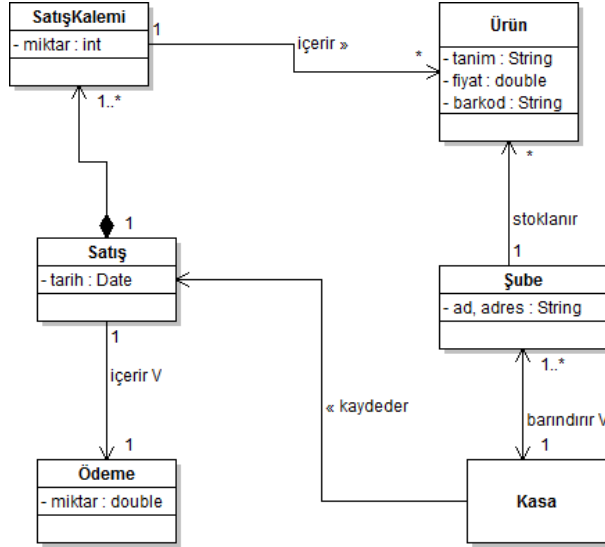 SatışKalemi
- miktar : int
1
içerir »
*
Ürün
- tanim : String
- fiyat : double
- barkod : String
1..*
1
*
stoklanır
1
Satış
- tarih : Date
Şube
- ad, adres : String
1
içerir V
1
1..*
« kaydeder
barındırır V
1
Ödeme
- miktar : double
Kasa